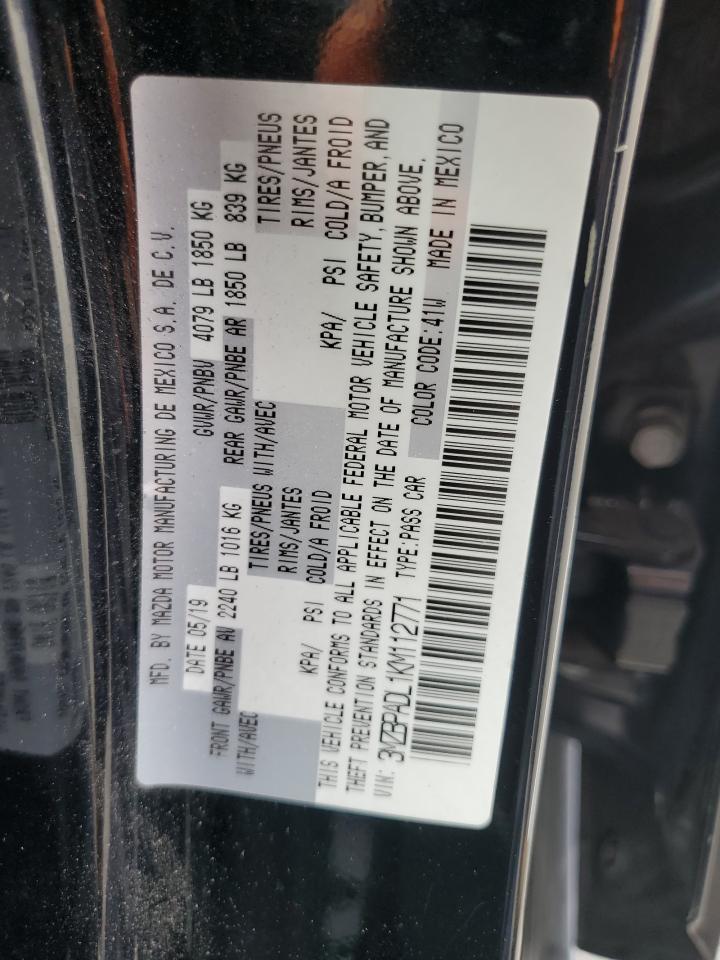 MFD. BY MAZDA MOTOR MANUFACTURING DE MEXICO S.A. DE C.V.
DATE 05/19 GVWR/PNBV 4079 LB 1850 KG
FRONT GAWR/PNBE AV 2240 LB 1016 KG REAR GAWR/PNBE AR 1850 LB 839 KG
WITH/AVEC TIRES/PNEUS WITH/AVEC TIRES/PNEUS
RIMS/JANTES RIMS/JANTES
KPA/ PSI COLD/A FROID KPA/ PSI COLD/A FROID
THIS VEHICLE CONFORMS TO ALL APPLICABLE FEDERAL MOTOR VEHICLE SAFETY, BUMPER, AND
THEFT PREVENTION STANDARDS IN EFFECT ON THE DATE OF MANUFACTURE SHOWN ABOVE.
VIN: 3MZBPADL1KM112771 TYPE:PASS CAR COLOR CODE:41W MADE IN MEXICO